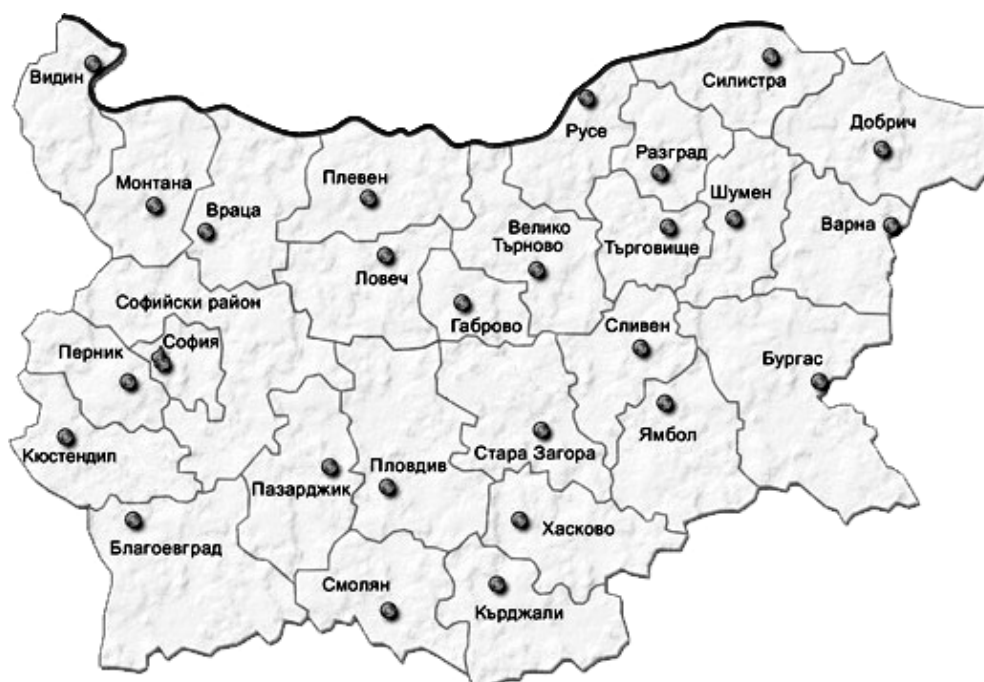 Видин
Силистра
Русе
Добрич
Разград
Монтана
Плевен
Враца
Шумен
Велико
Търново
Търговище
Варна
Ловеч
Софийски район
Габрово
Сливен
София
Перник
Бургас
Ямбол
Кюстендил
Стара Загора
Пловдив
Пазарджик
Хасково
Благоевград
Смолян
Кърджали